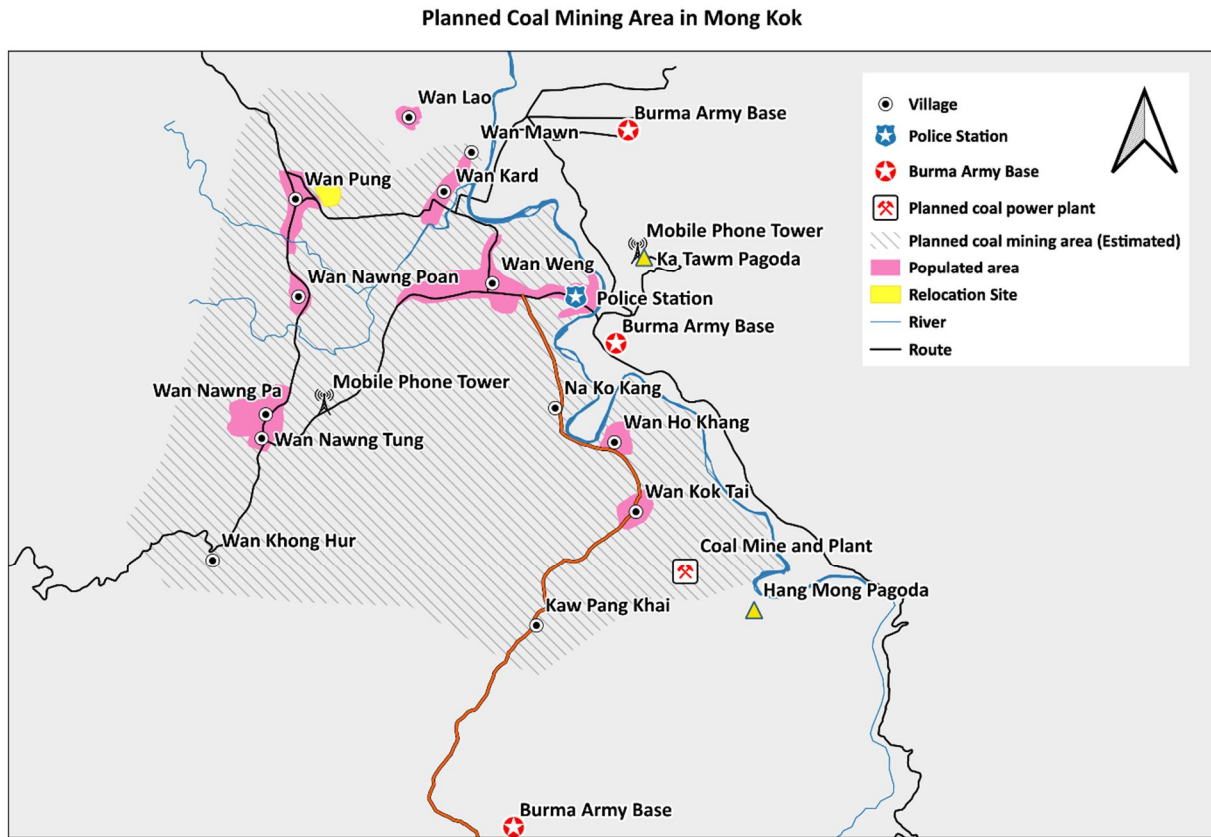 Planned Coal Mining Area in Mong Kok
Wan Lao
Burma Army Base
Wan Mawn
Wan Pung
Wan Kard
Mobile Phone Tower
Ka Tawm Pagoda
Wan Weng
Wan Nawng Poan
Police Station
Burma Army Base
Wan Nawng Pa
Mobile Phone Tower
Na Ko Kang
Wan Ho Khang
Wan Nawng Tung
Wan Kok Tai
Wan Khong Hur
Coal Mine and Plant
Hang Mong Pagoda
Kaw Pang Khai
Burma Army Base
Village
Police Station
Burma Army Base
Planned coal power plant
Planned coal mining area (Estimated)
Populated area
Relocation Site
River
Route